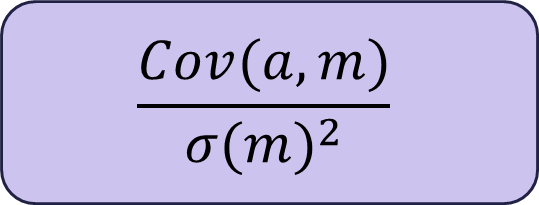 Cov(a, m)
σ(m)²